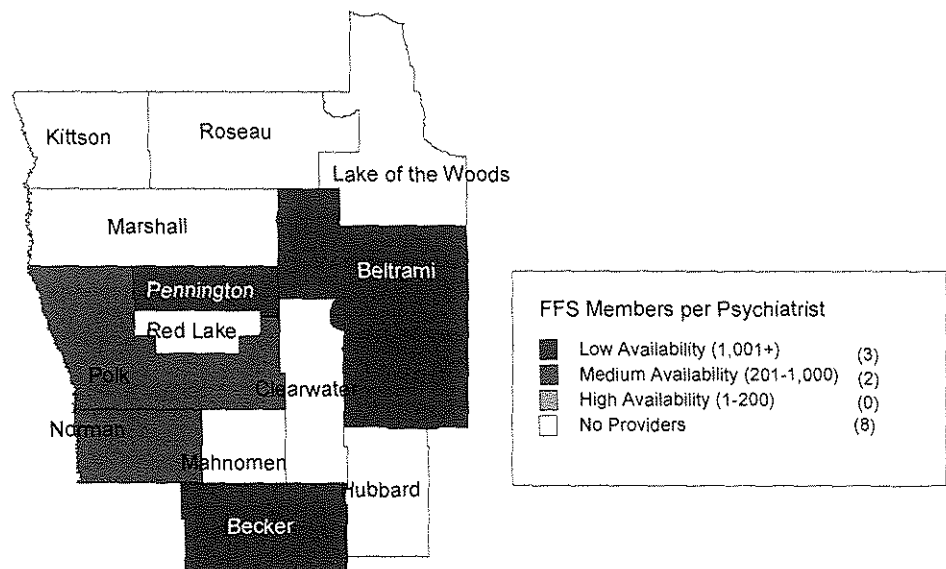 Kittson
Roseau
Lake of the Woods
Marshall
Beltrami
Pennington
Red Lake
Polk
Clearwater
Norman
Mahnomen
Hubbard
Becker
FFS Members per Psychiatrist
Low Availability (1,001+) (3)
Medium Availability (201-1,000) (2)
High Availability (1-200) (0)
No Providers (8)